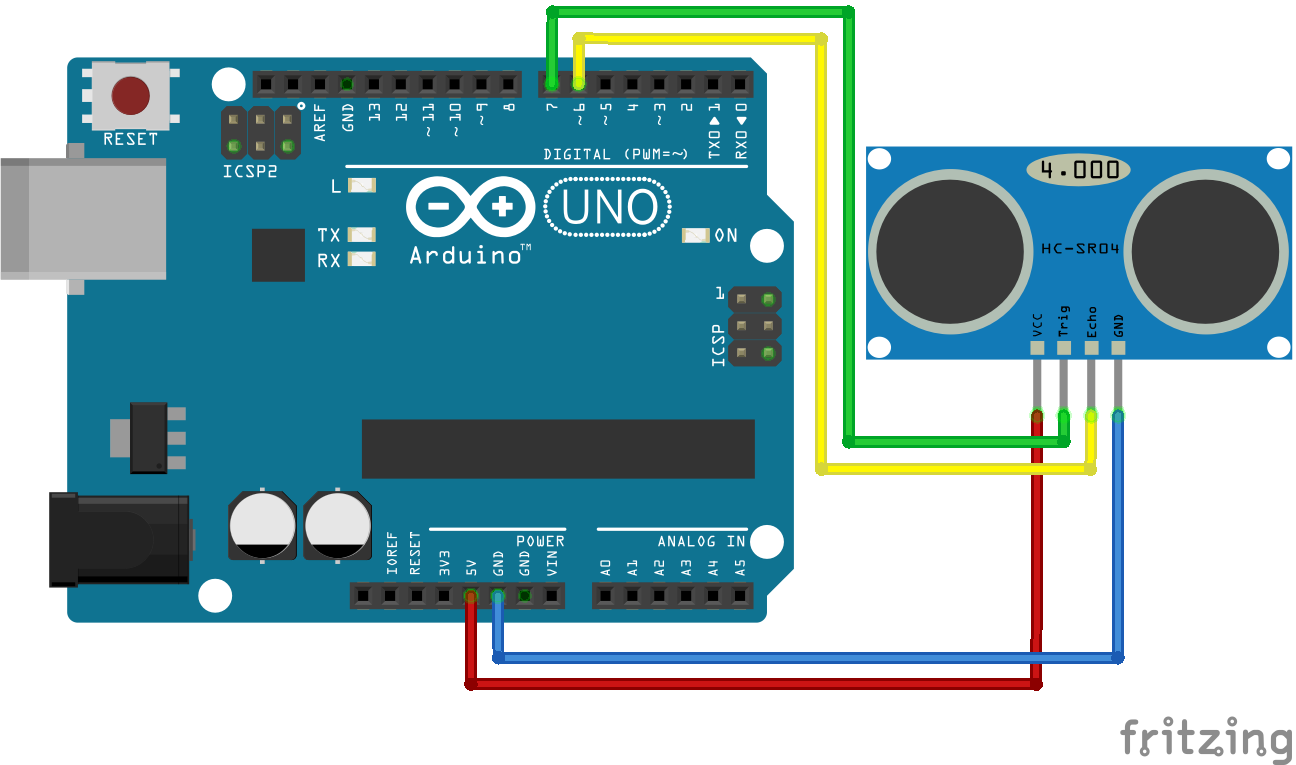 RESET
ICSP2
AREF
GND
13
12
~11
~10
~9
8
7
~6
~5
4
~3
2
TX0▶1
RX0◀0
DIGITAL (PWM=~)
L
TX
RX
Arduino™
UNO
ON
1
ICSP
IOREF
RESET
3V3
5V
GND
GND
VIN
POWER
ANALOG IN
A0
A1
A2
A3
A4
A5
4.000
HC-SR04
VCC
Trig
Echo
GND
fritzing